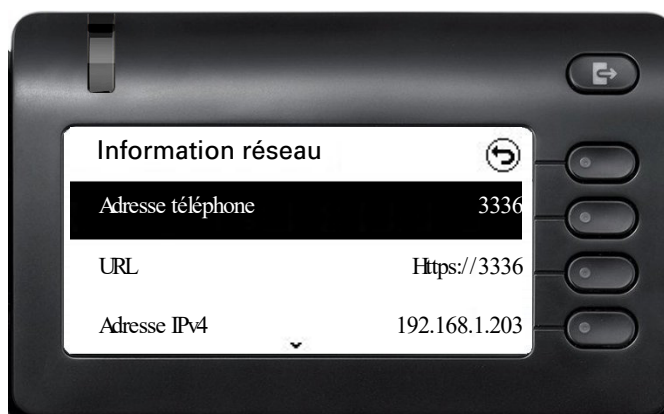 Information réseau
Adresse téléphone 3336
URL Https://3336
Adresse IPv4 192.168.1.203